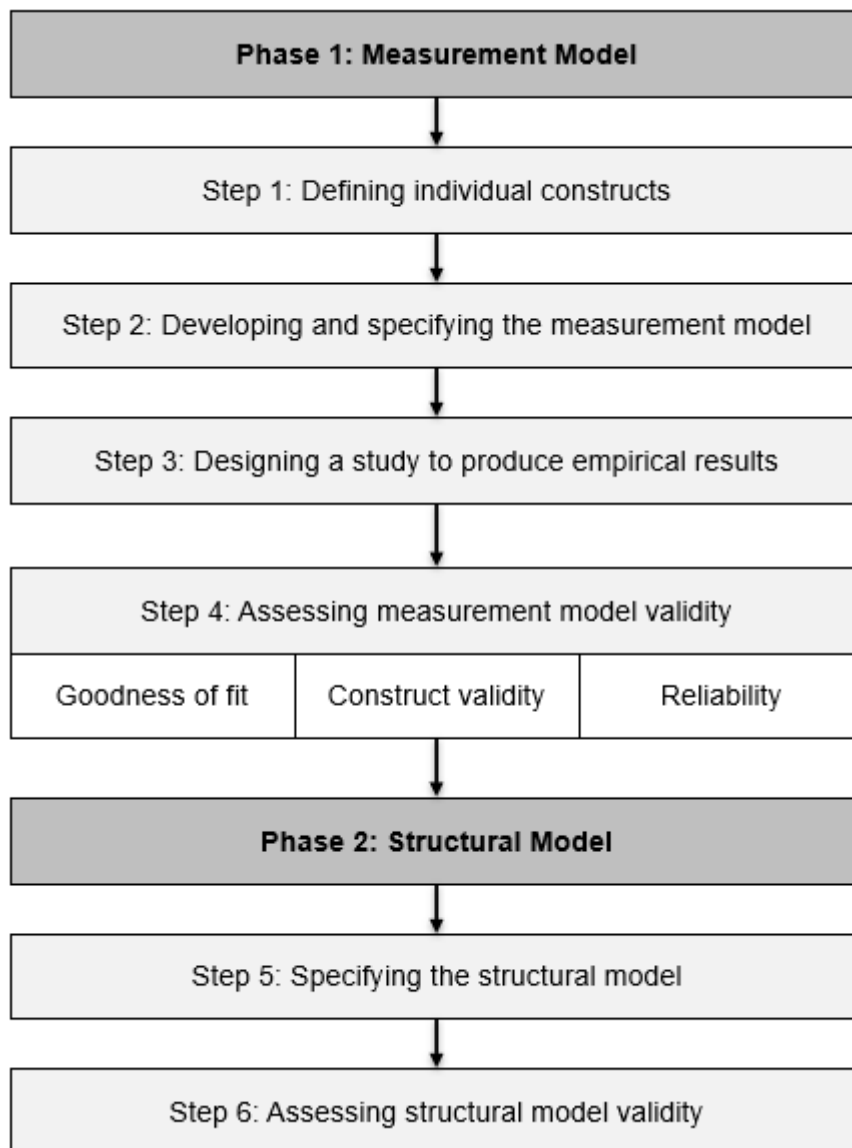 Phase 1: Measurement Model
Step 1: Defining individual constructs
Step 2: Developing and specifying the measurement model
Step 3: Designing a study to produce empirical results
Step 4: Assessing measurement model validity
Goodness of fit
Construct validity
Reliability
Phase 2: Structural Model
Step 5: Specifying the structural model
Step 6: Assessing structural model validity